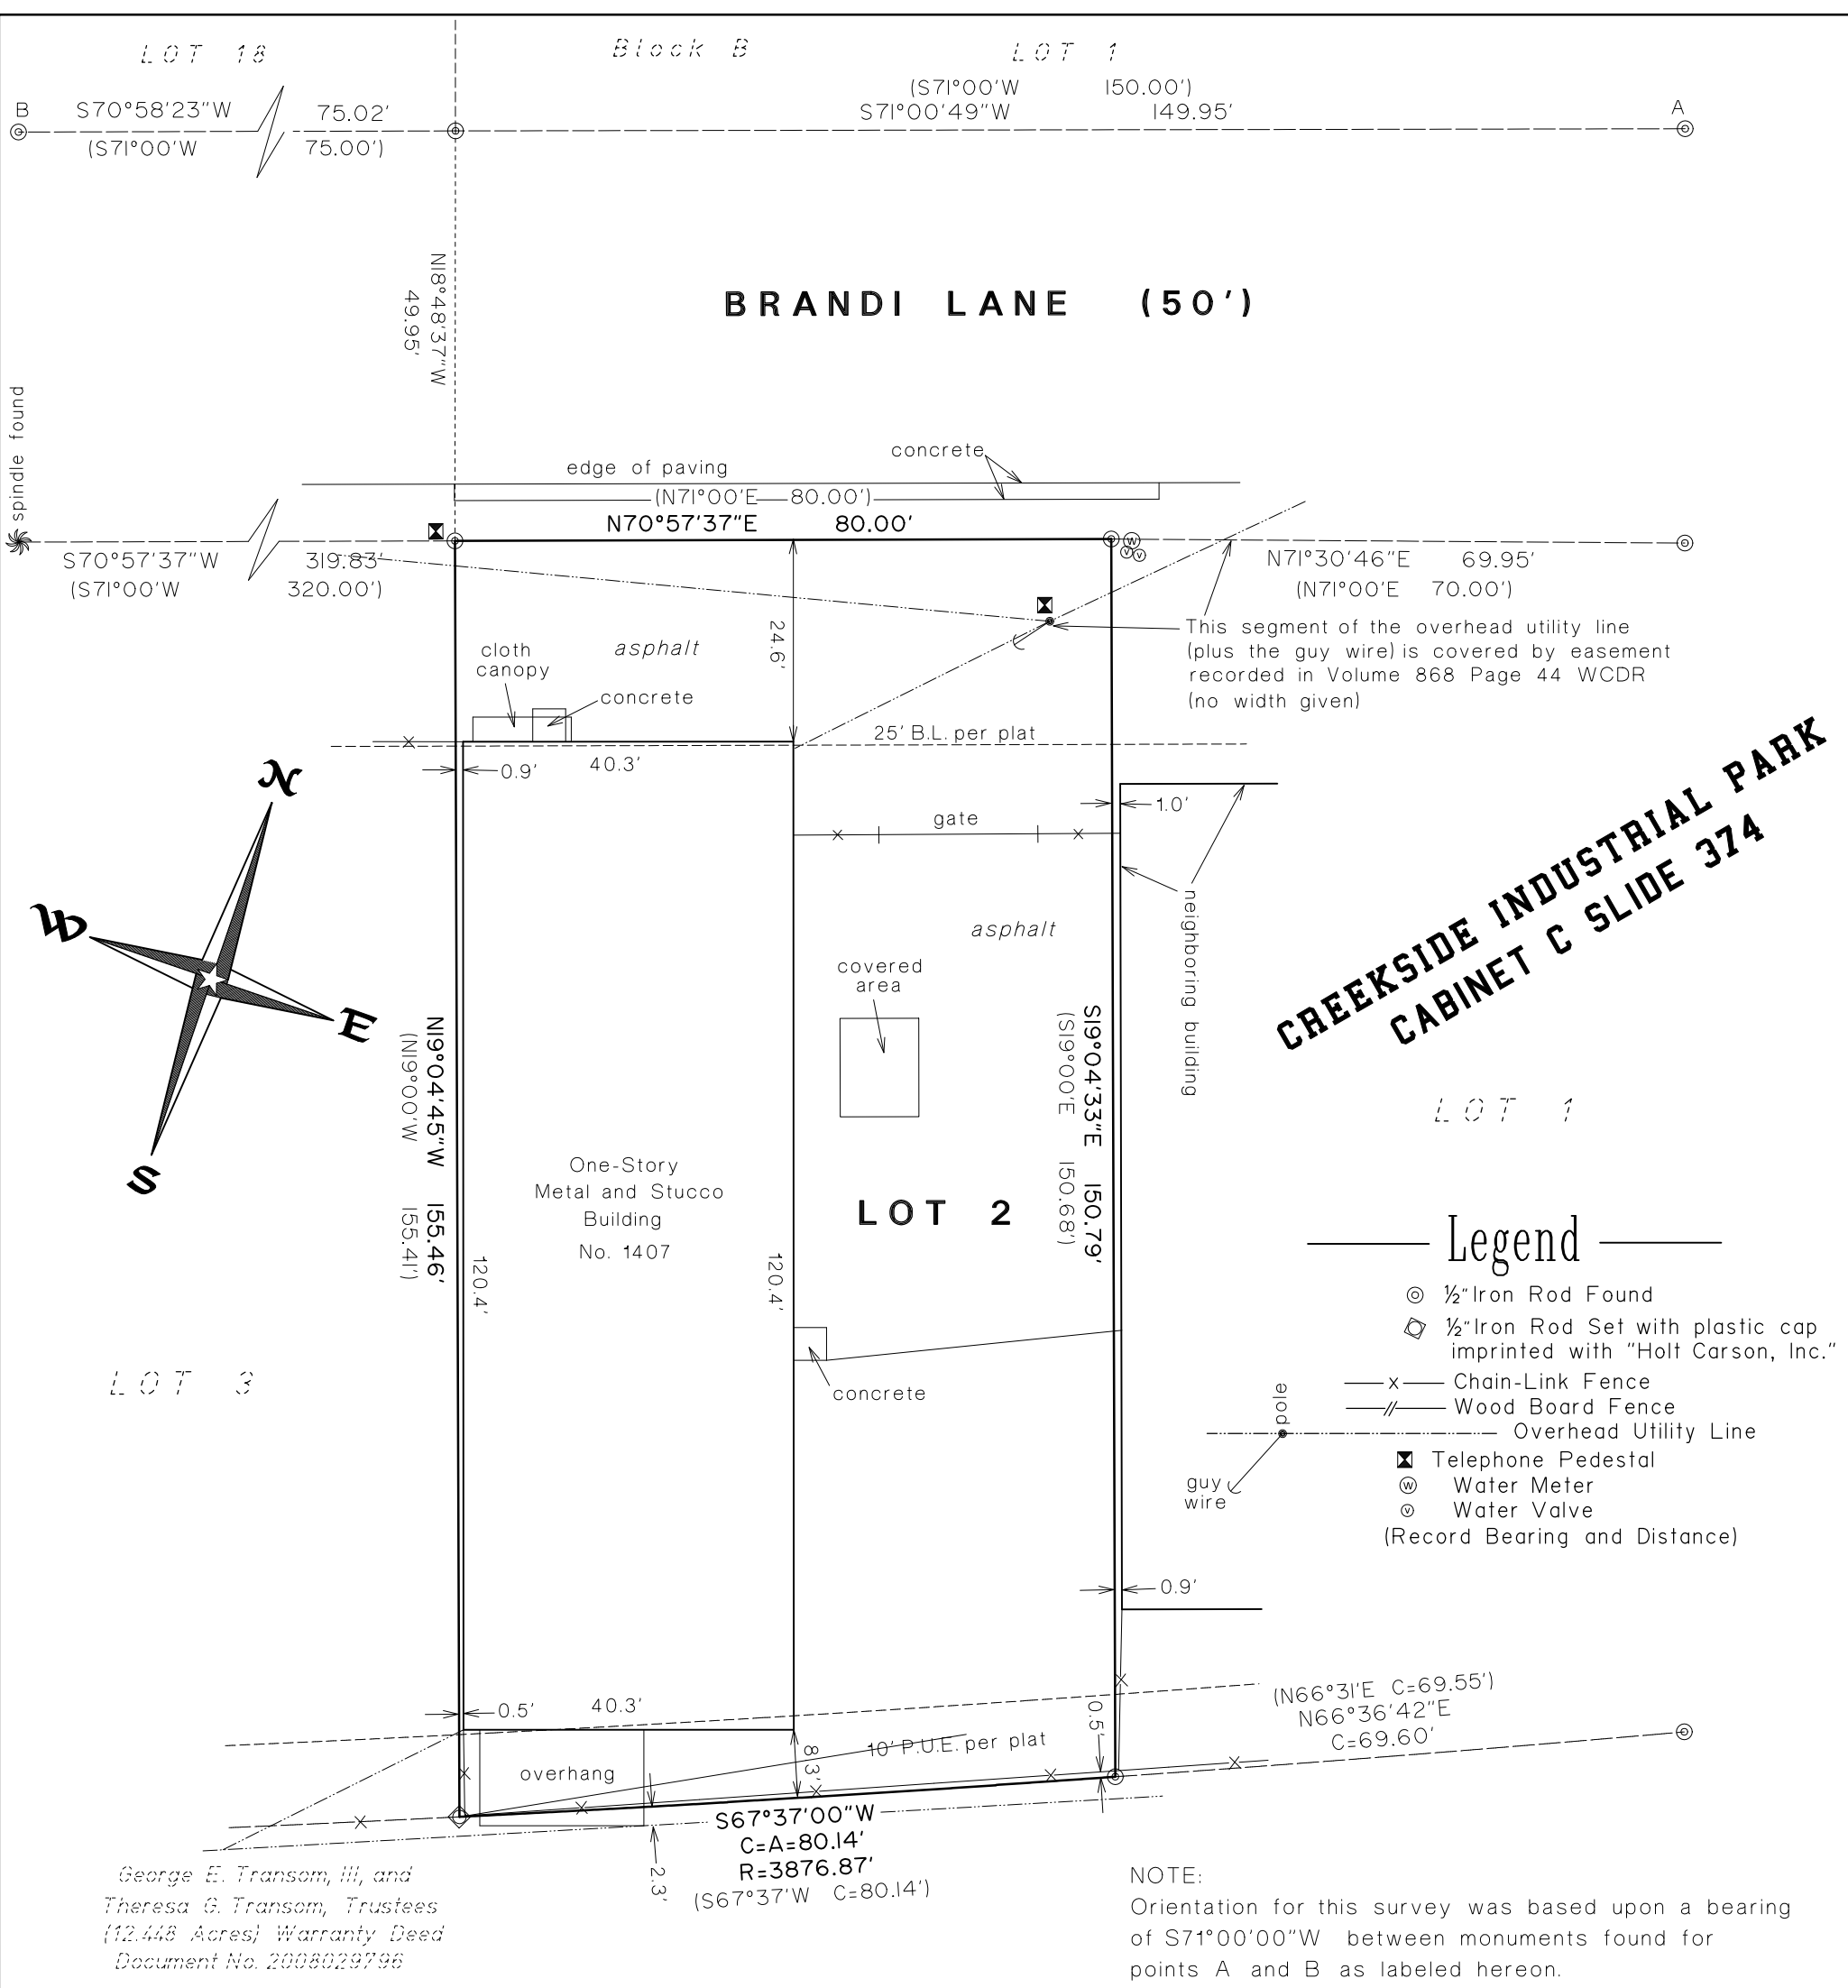 LOT 18
Block B
LOT 1
(S71°00'W 150.00')
S71°00'49"W 149.95'
A
B
S70°58'23"W 75.02'
(S71°00'W 75.00')
N18°48'37"W
49.95'
BRANDI LANE (50')
spindle found
concrete
edge of paving
(N71°00'E 80.00')
N70°57'37"E 80.00'
S70°57'37"W 319.83'
(S71°00'W 320.00')
N71°30'46"E 69.95'
(N71°00'E 70.00')
This segment of the overhead utility line
(plus the guy wire) is covered by easement
recorded in Volume 868 Page 44 WCDR
(no width given)
24.6'
cloth
canopy
asphalt
concrete
25' B.L. per plat
0.9'
40.3'
1.0'
gate
neighboring building
N
W
E
S
CREEKSIDE INDUSTRIAL PARK
CABINET C SLIDE 374
asphalt
covered
area
N19°04'45"W 155.46'
(N19°00'W 155.41')
S19°04'33"E 150.79'
(S19°00'E 150.68')
LOT 1
One-Story
Metal and Stucco
Building
No. 1407
LOT 2
120.4'
120.4'
LOT 3
concrete
Legend
½" Iron Rod Found
½" Iron Rod Set with plastic cap
imprinted with "Holt Carson, Inc."
x Chain-Link Fence
// Wood Board Fence
Overhead Utility Line
pole
guy
wire
Telephone Pedestal
W Water Meter
V Water Valve
(Record Bearing and Distance)
0.9'
0.5'
40.3'
0.5'
(N66°31'E C=69.55')
N66°36'42"E
C=69.60'
10' P.U.E. per plat
8.3'
overhang
S67°37'00"W
C=A=80.14'
R=3876.87'
(S67°37'W C=80.14')
2.3'
George E. Transom, III, and
Theresa G. Transom, Trustees
(12.448 Acres) Warranty Deed
Document No. 2008029796
NOTE:
Orientation for this survey was based upon a bearing
of S71°00'00"W between monuments found for
points A and B as labeled hereon.